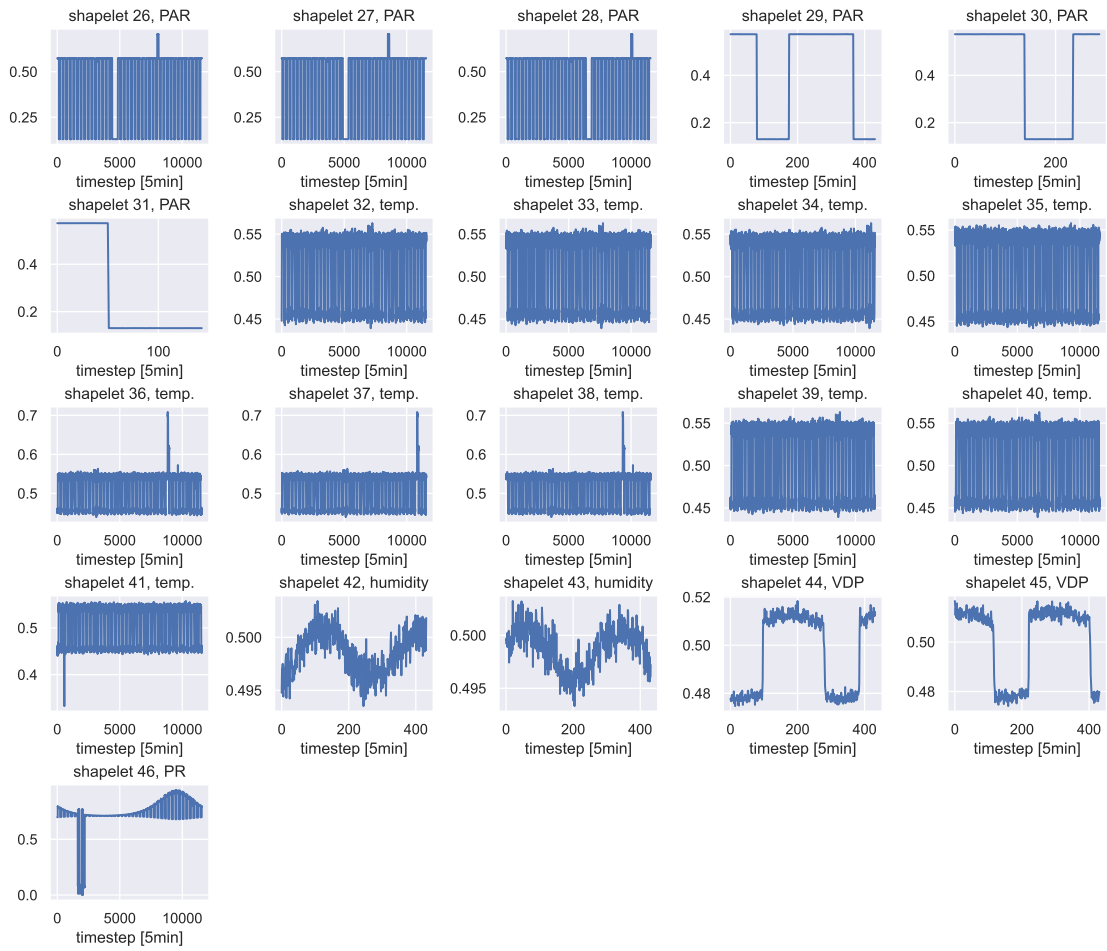 shapelet 26, PAR shapelet 27, PAR shapelet 28, PAR shapelet 29, PAR shapelet 30, PAR
0.50 0.50 0.50 0.4 0.4
0.25 0.25 0.25 0.2 0.2
0 5000 10000 0 5000 10000 0 5000 10000 0 200 400 0 200
timestep [5min] timestep [5min] timestep [5min] timestep [5min] timestep [5min]
shapelet 31, PAR shapelet 32, temp. shapelet 33, temp. shapelet 34, temp. shapelet 35, temp.
0.55 0.55 0.55 0.55
0.4 0.50 0.50 0.50 0.50
0.2 0.45 0.45 0.45 0.45
0 100 0 5000 10000 0 5000 10000 0 5000 10000 0 5000 10000
timestep [5min] timestep [5min] timestep [5min] timestep [5min] timestep [5min]
shapelet 36, temp. shapelet 37, temp. shapelet 38, temp. shapelet 39, temp. shapelet 40, temp.
0.7 0.7 0.7 0.55 0.55
0.6 0.6 0.6 0.50 0.50
0.5 0.5 0.5 0.45 0.45
0 5000 10000 0 5000 10000 0 5000 10000 0 5000 10000 0 5000 10000
timestep [5min] timestep [5min] timestep [5min] timestep [5min] timestep [5min]
shapelet 41, temp. shapelet 42, humidity shapelet 43, humidity shapelet 44, VDP shapelet 45, VDP
0.52
0.5 0.500 0.500 0.50 0.50
0.4 0.495 0.495 0.48 0.48
0 5000 10000 0 200 400 0 200 400 0 200 400 0 200 400
timestep [5min] timestep [5min] timestep [5min] timestep [5min] timestep [5min]
shapelet 46, PR
0.5
0.0
0 5000 10000
timestep [5min]